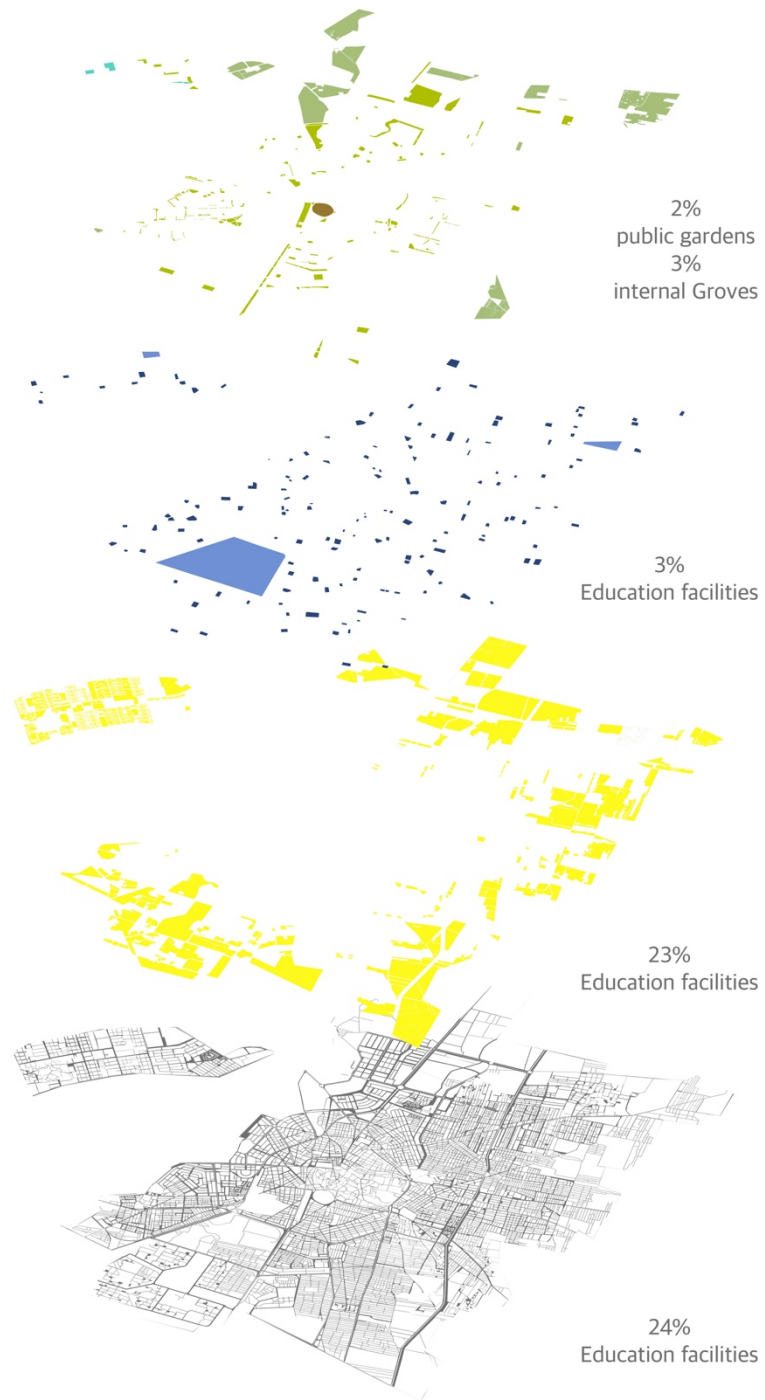 2%
public gardens
3%
internal Groves
3%
Education facilities
23%
Education facilities
24%
Education facilities